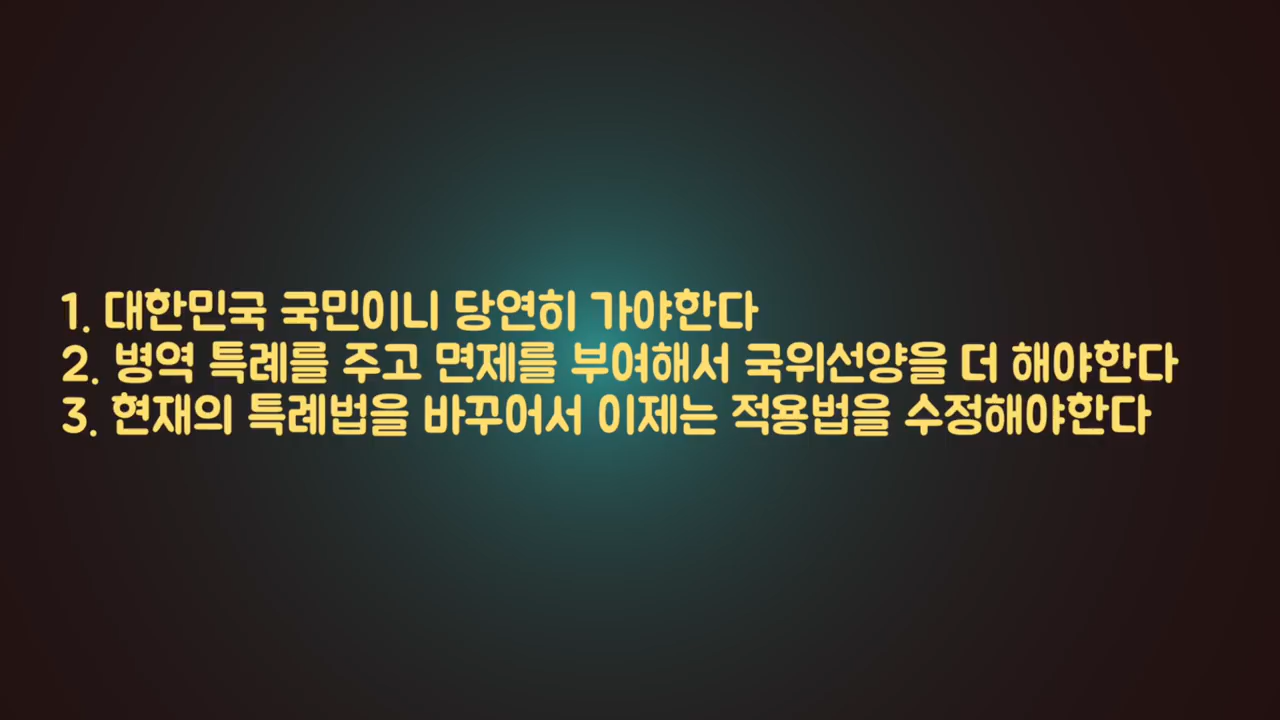 1. 대한민국 국민이니 당연히 가야한다
2. 병역 특례를 주고 면제를 부여해서 국위선양을 더 해야한다
3. 현재의 특례법을 바꾸어서 이제는 적용법을 수정해야한다